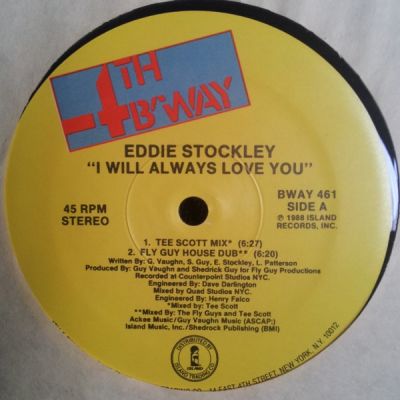 4TH
B'WAY
EDDIE STOCKLEY
"I WILL ALWAYS LOVE YOU"
BWAY 461
45 RPM
STEREO
SIDE A
℗ 1988 ISLAND
RECORDS, INC.
1. TEE SCOTT MIX* (6:27)
2. FLY GUY HOUSE DUB** (6:20)
Written By: G. Vaughn, S. Guy, E. Stockley, L. Patterson
Produced By: Guy Vaughn and Shedrick Guy for Fly Guy Productions
Recorded at Counterpoint Studios NYC.
Engineered By: Dave Darlington
Mixed by Quad Studios NYC.
Engineered By: Henry Falco
*Mixed by: Tee Scott
**Mixed By: The Fly Guys and Tee Scott
Ackee Music/Guy Vaughn Music (ASCAP;)
Island Music, Inc./Shedrock Publishing (BMI)
DISTRIBUTED BY
ISLAND
ISLAND TRADING CO.
TRADING CO., 14 EAST 4TH STREET, NEW YORK, N.Y. 10012